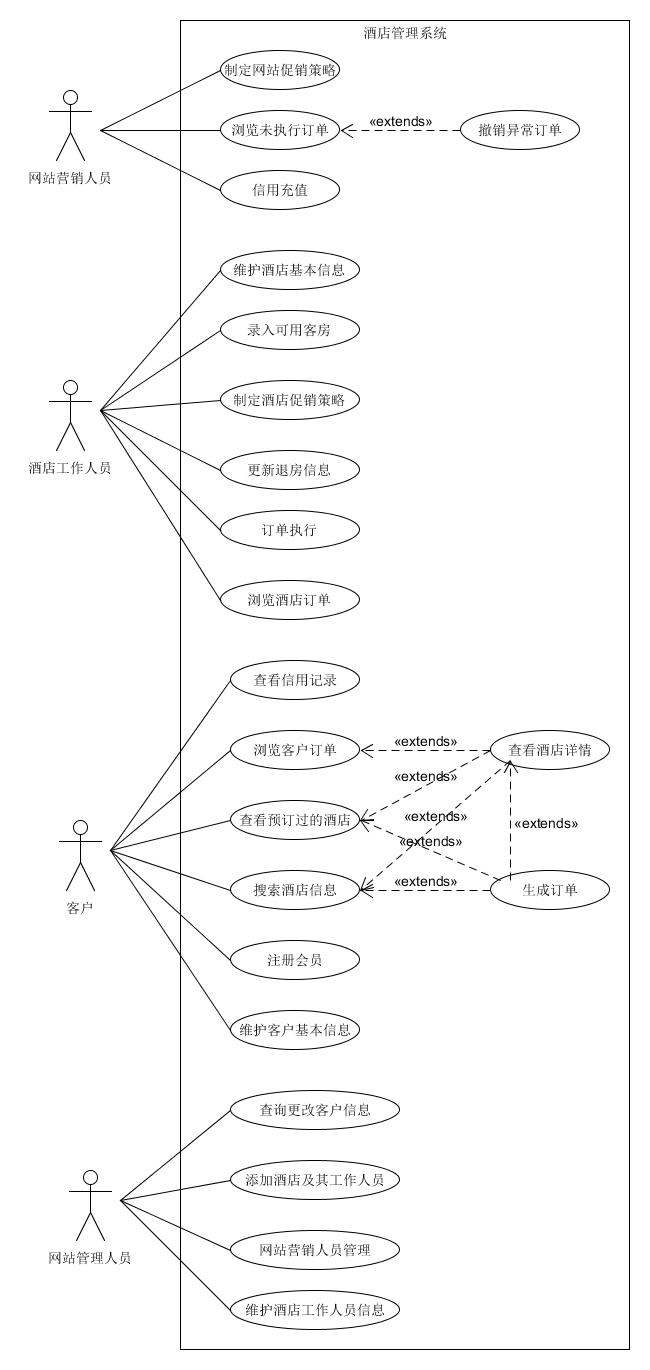 酒店管理系统
制定网站促销策略
浏览未执行订单
«extends»
撤销异常订单
网站营销人员
信用充值
维护酒店基本信息
录入可用客房
制定酒店促销策略
酒店工作人员
更新退房信息
订单执行
浏览酒店订单
查看信用记录
浏览客户订单
«extends»
查看酒店详情
«extends»
查看预订过的酒店
«extends»
«extends»
«extends»
客户
搜索酒店信息
«extends»
生成订单
注册会员
维护客户基本信息
查询更改客户信息
添加酒店及其工作人员
网站管理人员
网站营销人员管理
维护酒店工作人员信息